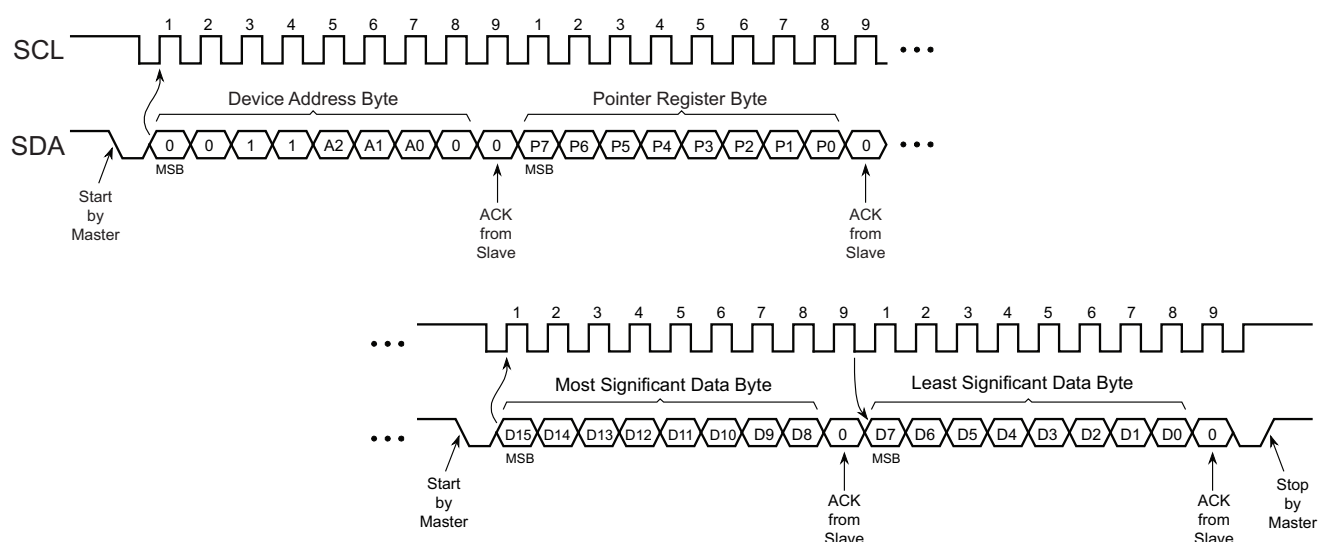 1 2 3 4 5 6 7 8 9 1 2 3 4 5 6 7 8 9
SCL
Device Address Byte Pointer Register Byte
SDA 0 0 1 1 A2 A1 A0 0 0 P7 P6 P5 P4 P3 P2 P1 P0 0
MSB MSB
Start
by
Master
ACK
from
Slave
ACK
from
Slave
1 2 3 4 5 6 7 8 9 1 2 3 4 5 6 7 8 9
Most Significant Data Byte Least Significant Data Byte
D15 D14 D13 D12 D11 D10 D9 D8 0 D7 D6 D5 D4 D3 D2 D1 D0 0
MSB MSB
Start
by
Master
ACK
from
Slave
ACK
from
Slave
Stop
by
Master